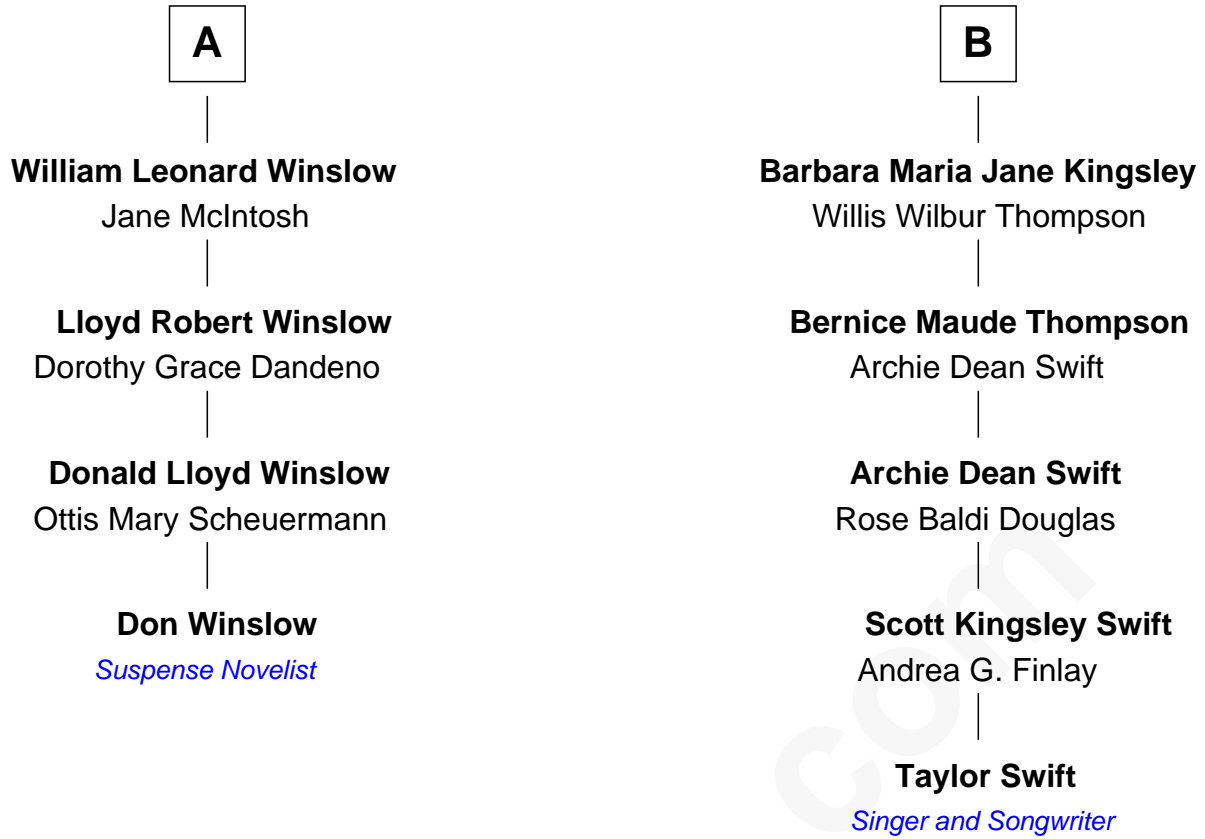 A
William Leonard Winslow
Jane McIntosh
Lloyd Robert Winslow
Dorothy Grace Dandeno
Donald Lloyd Winslow
Ottis Mary Scheuermann
Don Winslow
Suspense Novelist
B
Barbara Maria Jane Kingsley
Willis Wilbur Thompson
Bernice Maude Thompson
Archie Dean Swift
Archie Dean Swift
Rose Baldi Douglas
Scott Kingsley Swift
Andrea G. Finlay
Taylor Swift
Singer and Songwriter
com